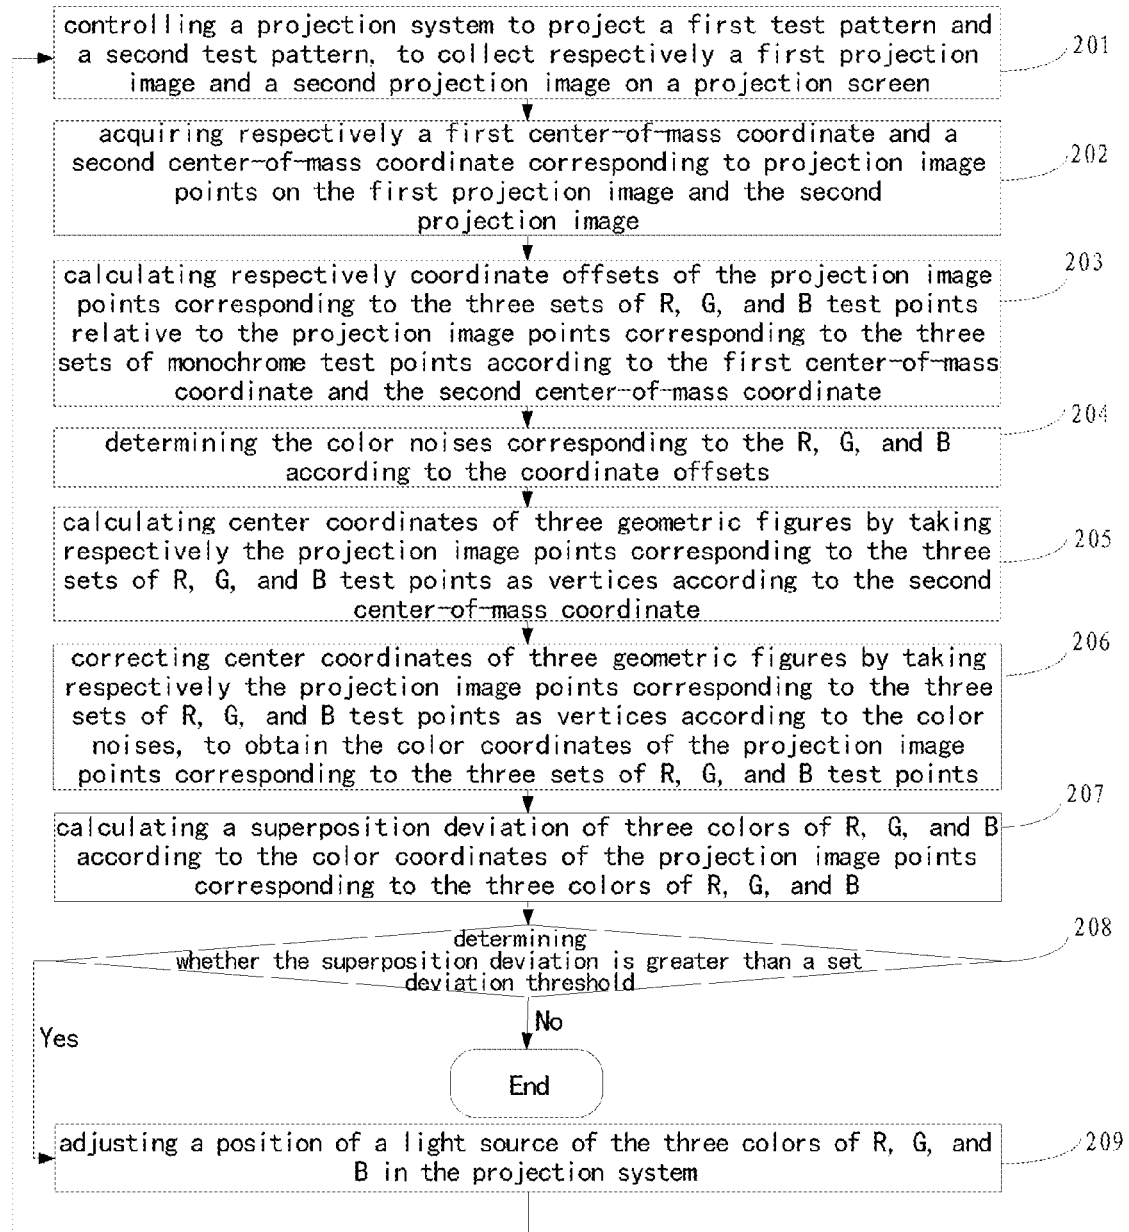 controlling a projection system to project a first test pattern and
a second test pattern, to collect respectively a first projection
image and a second projection image on a projection screen
201
acquiring respectively a first center-of-mass coordinate and a
second center-of-mass coordinate corresponding to projection image
points on the first projection image and the second
projection image
202
calculating respectively coordinate offsets of the projection image
points corresponding to the three sets of R, G, and B test points
relative to the projection image points corresponding to the three
sets of monochrome test points according to the first center-of-mass
coordinate and the second center-of-mass coordinate
203
determining the color noises corresponding to the R, G, and B
according to the coordinate offsets
204
calculating center coordinates of three geometric figures by taking
respectively the projection image points corresponding to the three
sets of R, G, and B test points as vertices according to the second
center-of-mass coordinate
205
correcting center coordinates of three geometric figures by taking
respectively the projection image points corresponding to the three
sets of R, G, and B test points as vertices according to the color
noises, to obtain the color coordinates of the projection image
points corresponding to the three sets of R, G, and B test points
206
calculating a superposition deviation of three colors of R, G, and B
according to the color coordinates of the projection image points
corresponding to the three colors of R, G, and B
207
determining
whether the superposition deviation is greater than a set
deviation threshold
208
No
Yes
End
adjusting a position of a light source of the three colors of R, G, and
B in the projection system
209